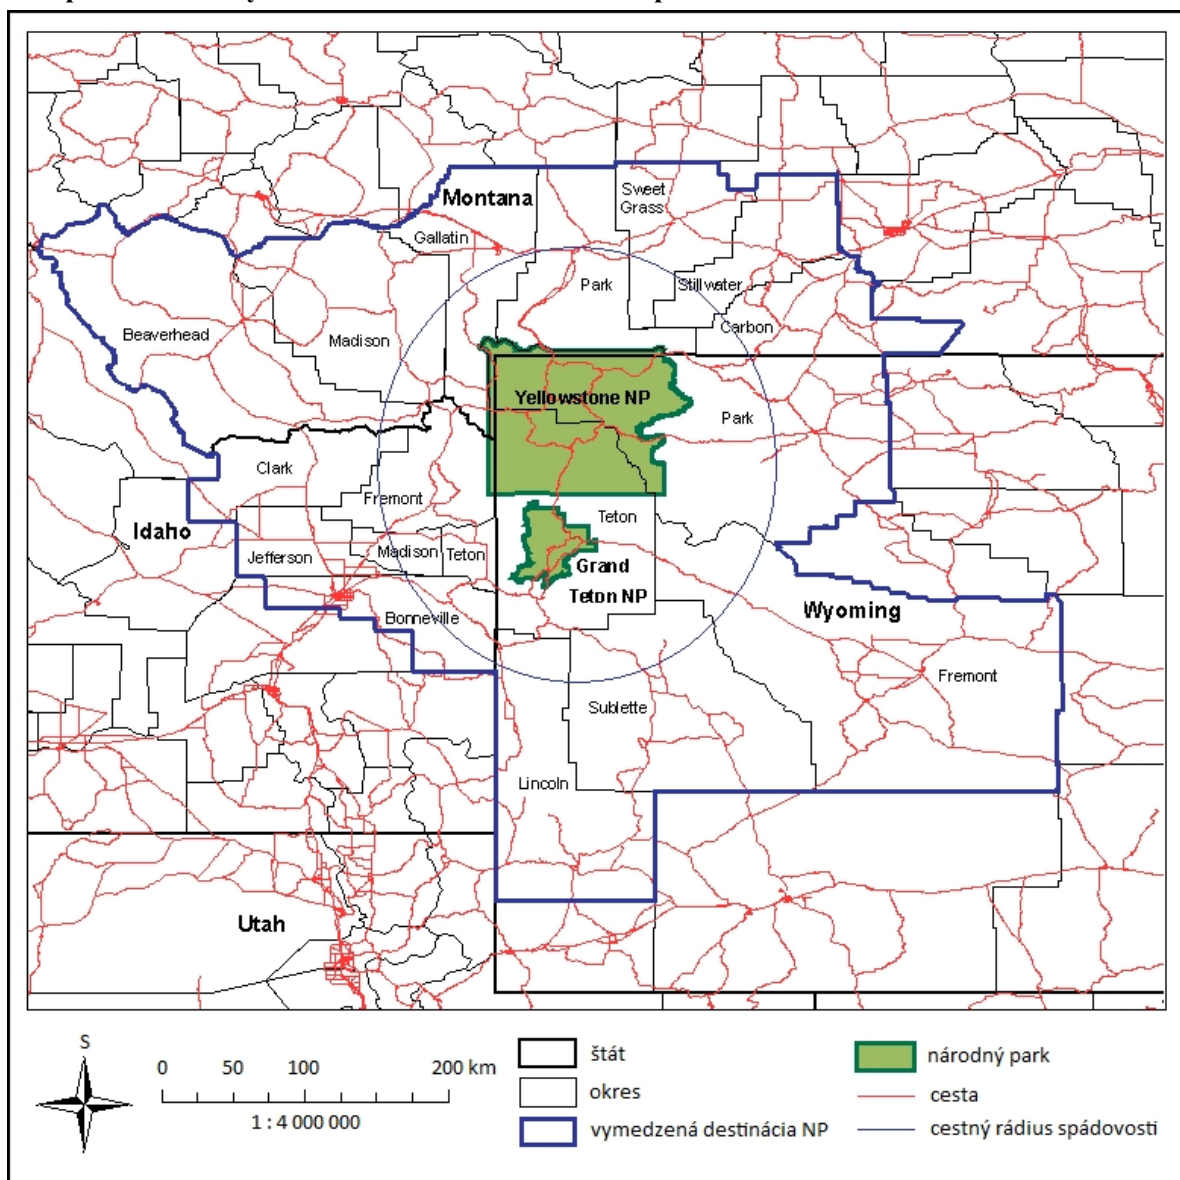 Montana
Sweet
Grass
Gallatin
Park
Stillwater
Carbon
Beaverhead
Madison
Yellowstone NP
Park
Clark
Fremont
Idaho
Teton
Jefferson
Madison
Teton
Grand
Teton NP
Bonneville
Wyoming
Fremont
Sublette
Lincoln
Utah
S
0 50 100 200 km
1 : 4 000 000
štát
okres
vymedzená destinácia NP
národný park
cesta
cestný rádius spádovosti